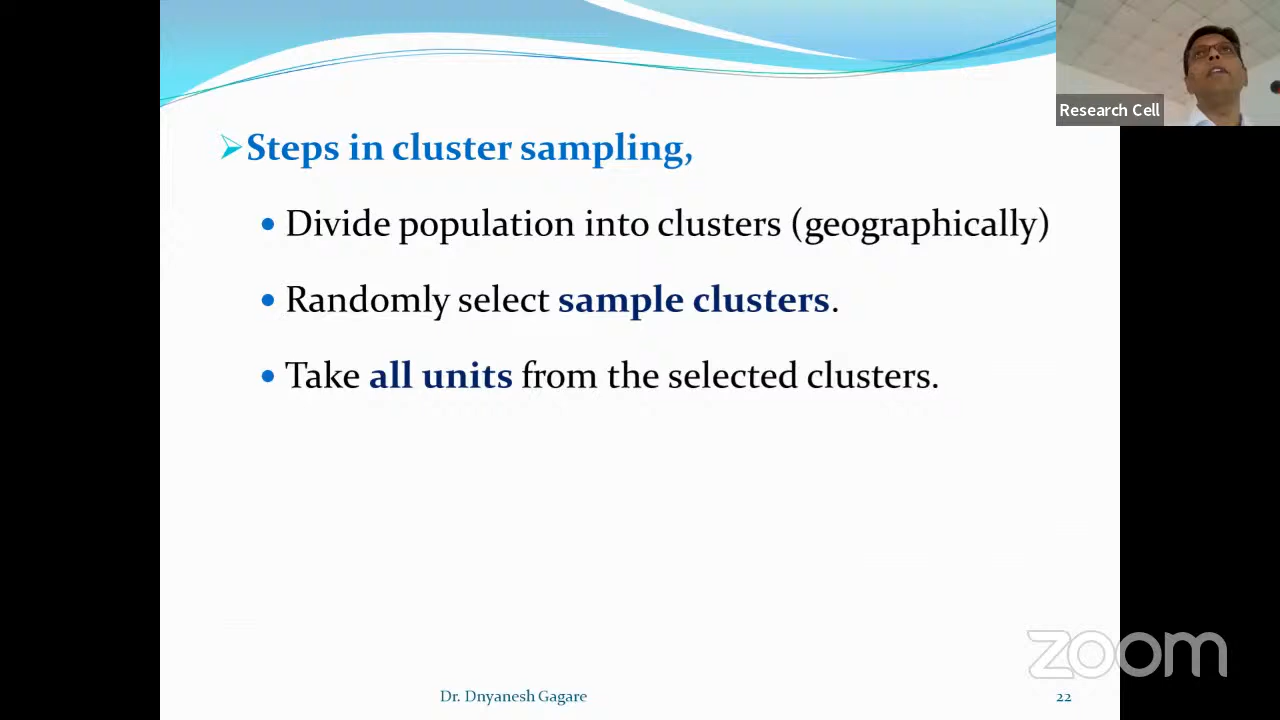 Research Cell
Steps in cluster sampling,
Divide population into clusters (geographically)
Randomly select sample clusters.
Take all units from the selected clusters.
zoom
Dr. Dnyanesh Gagare
22